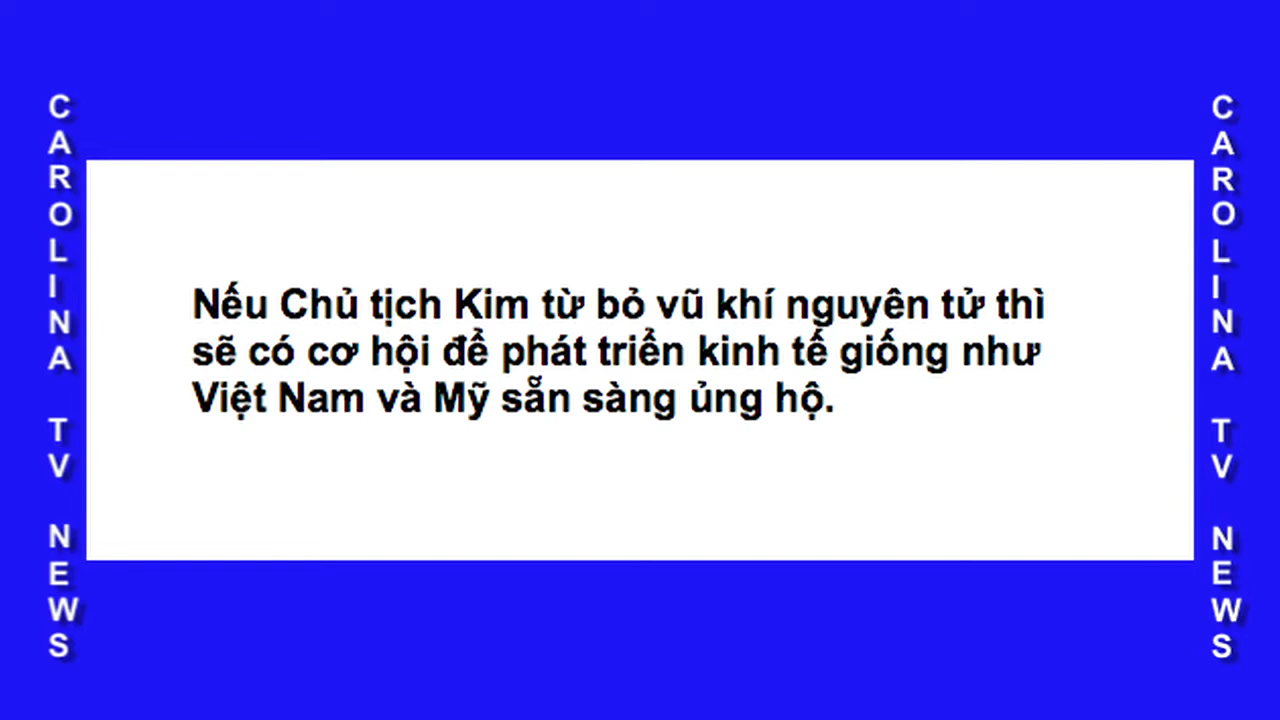 CAROLINA TV NEWS
Nếu Chủ tịch Kim từ bỏ vũ khí nguyên tử thì
sẽ có cơ hội để phát triển kinh tế giống như
Việt Nam và Mỹ sẵn sàng ủng hộ.
CAROLINA TV NEWS